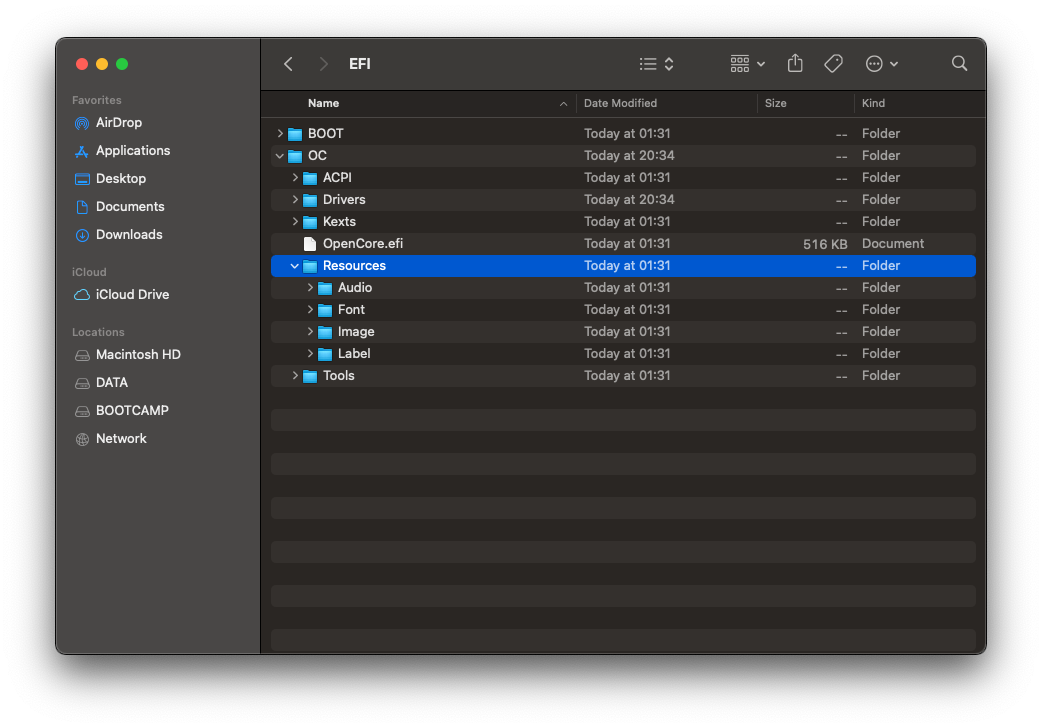 EFI
Favorites
AirDrop
Applications
Desktop
Documents
Downloads
iCloud
iCloud Drive
Locations
Macintosh HD
DATA
BOOTCAMP
Network
Name Date Modified Size Kind
BOOT Today at 01:31 -- Folder
OC Today at 20:34 -- Folder
ACPI Today at 01:31 -- Folder
Drivers Today at 20:34 -- Folder
Kexts Today at 01:31 -- Folder
OpenCore.efi Today at 01:31 516 KB Document
Resources Today at 01:31 -- Folder
Audio Today at 01:31 -- Folder
Font Today at 01:31 -- Folder
Image Today at 01:31 -- Folder
Label Today at 01:31 -- Folder
Tools Today at 01:31 -- Folder